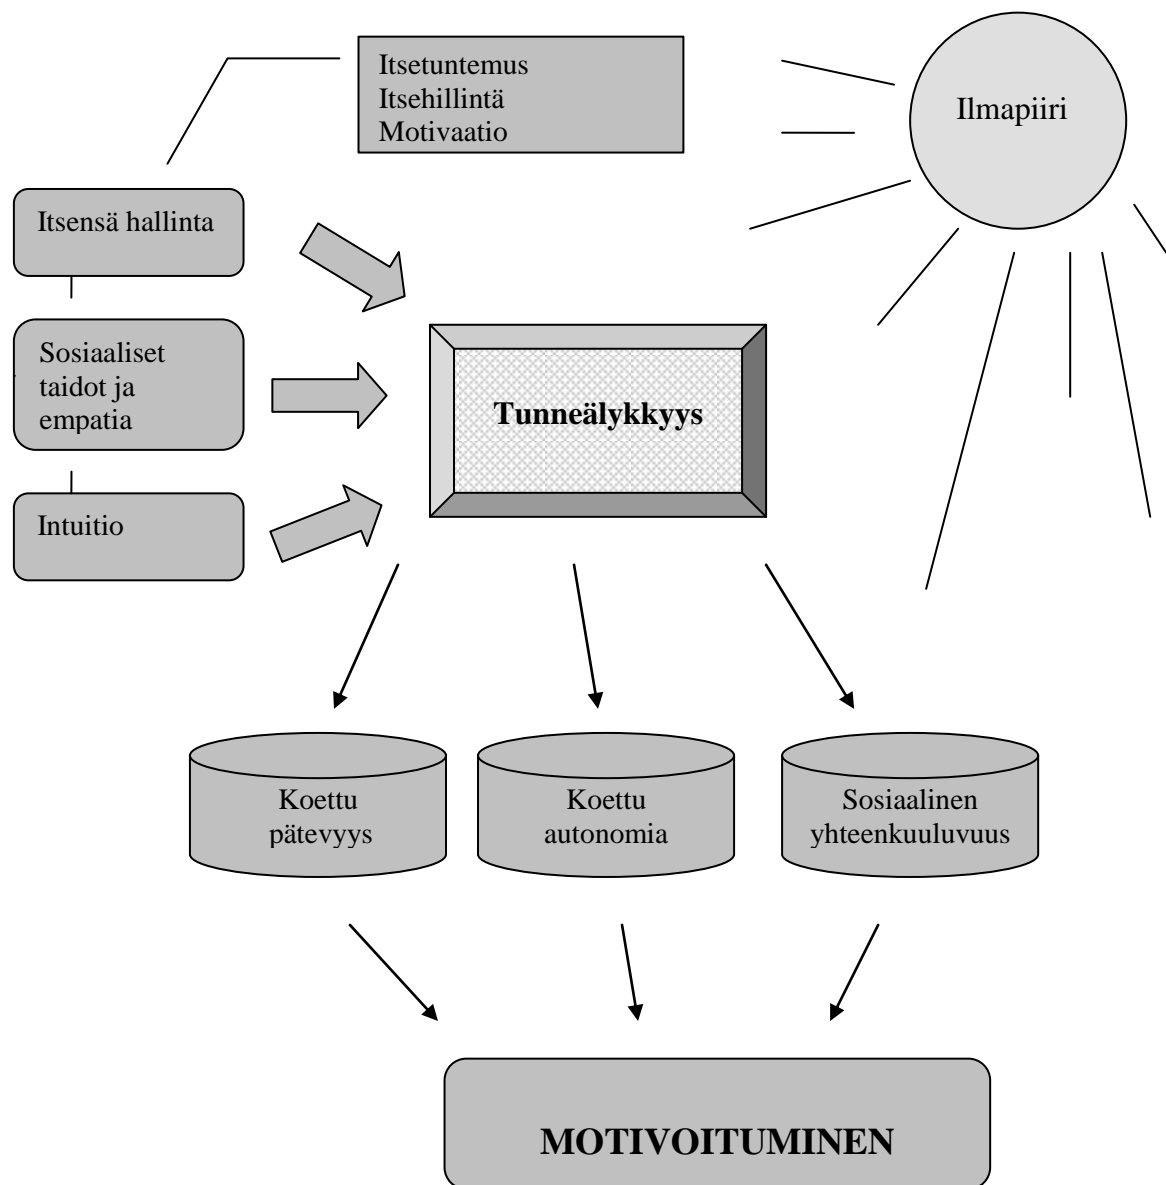 Itsetuntemus
Itsehillintä
Motivaatio
Ilmapiiri
Itsensä hallinta
Sosiaaliset
taidot ja
empatia
Tunneälykkyys
Intuitio
Koettu
pätevyys
Koettu
autonomia
Sosiaalinen
yhteenkuuluvuus
MOTIVOITUMINEN